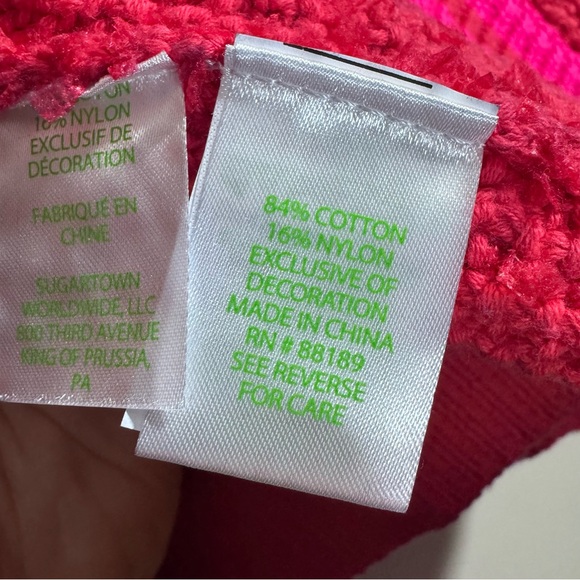 COTTON
16% NYLON
EXCLUSIF DE
DÉCORATION
FABRIQUÉ EN
CHINE
SUGARTOWN
WORLDWIDE, LLC
800 THIRD AVENUE
KING OF PRUSSIA,
PA
84% COTTON
16% NYLON
EXCLUSIVE OF
DECORATION
MADE IN CHINA
RN # 88189
SEE REVERSE
FOR CARE